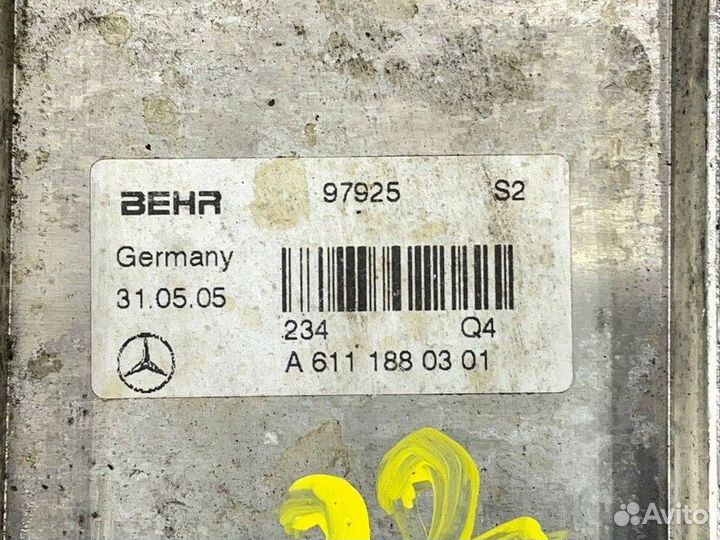 BEHR 97925 S2
Germany
31.05.05
234 Q4
A 611 188 03 01
Avito